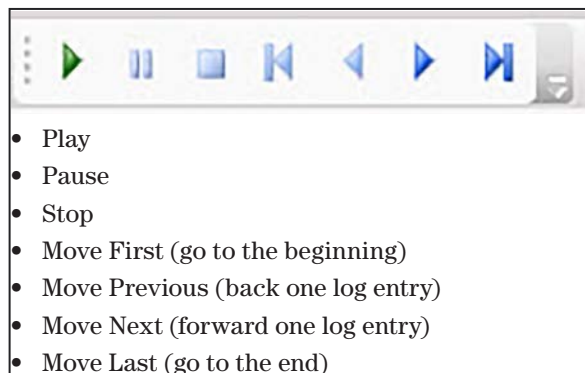 • Play
• Pause
• Stop
• Move First (go to the beginning)
• Move Previous (back one log entry)
• Move Next (forward one log entry)
• Move Last (go to the end)